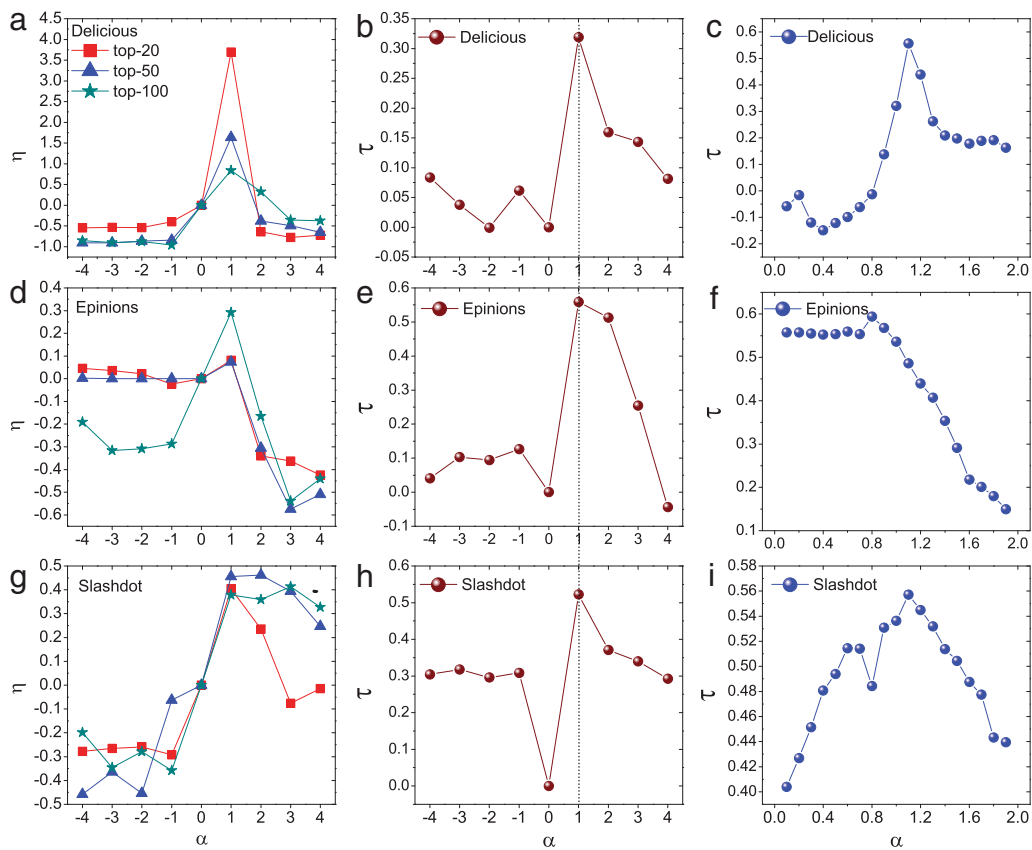 a
Delicious
top-20
top-50
top-100
4.5
4.0
3.5
3.0
2.5
2.0
1.5
1.0
0.5
0.0
-0.5
-1.0
η
-4 -3 -2 -1 0 1 2 3 4
b
Delicious
0.35
0.30
0.25
0.20
0.15
0.10
0.05
0.00
-0.05
τ
-4 -3 -2 -1 0 1 2 3 4
c
Delicious
0.6
0.5
0.4
0.3
0.2
0.1
0.0
-0.1
-0.2
τ
0.0 0.4 0.8 1.2 1.6 2.0
d
Epinions
0.4
0.3
0.2
0.1
0.0
-0.1
-0.2
-0.3
-0.4
-0.5
-0.6
η
-4 -3 -2 -1 0 1 2 3 4
e
Epinions
0.6
0.5
0.4
0.3
0.2
0.1
0.0
-0.1
τ
-4 -3 -2 -1 0 1 2 3 4
f
Epinions
0.6
0.5
0.4
0.3
0.2
0.1
τ
0.0 0.4 0.8 1.2 1.6 2.0
g
Slashdot
0.5
0.4
0.3
0.2
0.1
0.0
-0.1
-0.2
-0.3
-0.4
-0.5
η
-4 -3 -2 -1 0 1 2 3 4
α
h
Slashdot
0.6
0.5
0.4
0.3
0.2
0.1
0.0
τ
-4 -3 -2 -1 0 1 2 3 4
α
i
Slashdot
0.58
0.56
0.54
0.52
0.50
0.48
0.46
0.44
0.42
0.40
τ
0.0 0.4 0.8 1.2 1.6 2.0
α